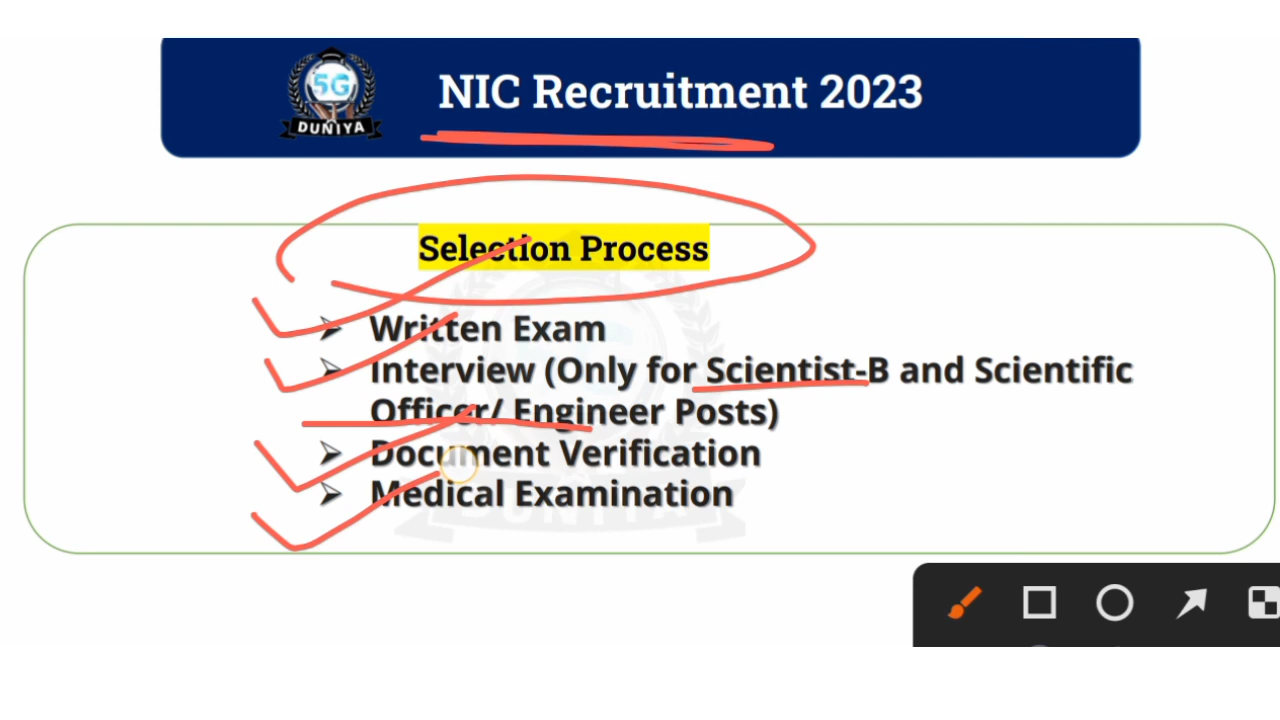 5G
DUNIYA
NIC Recruitment 2023
Selection Process
➢ Written Exam
➢ Interview (Only for Scientist-B and Scientific
Officer/ Engineer Posts)
➢ Document Verification
➢ Medical Examination
DUNIYA